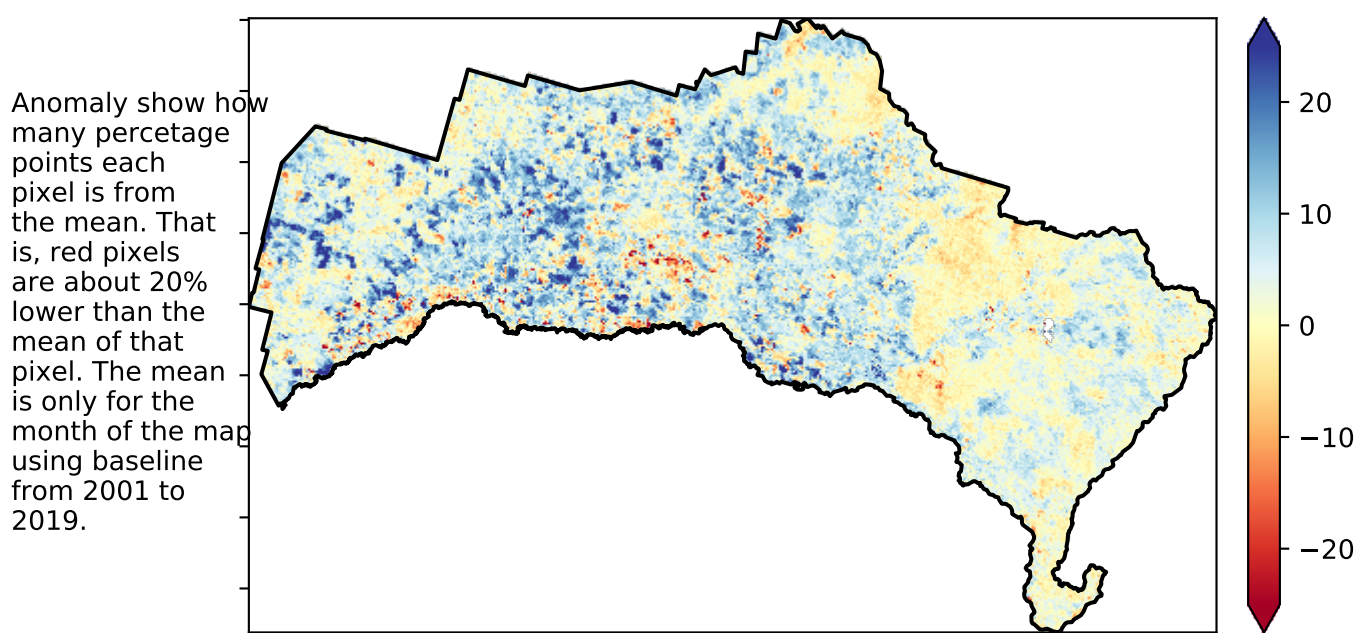 Anomaly show how
many percetage
points each
pixel is from
the mean. That
is, red pixels
are about 20%
lower than the
mean of that
pixel. The mean
is only for the
month of the map
using baseline
from 2001 to
2019.
20
10
0
−10
−20